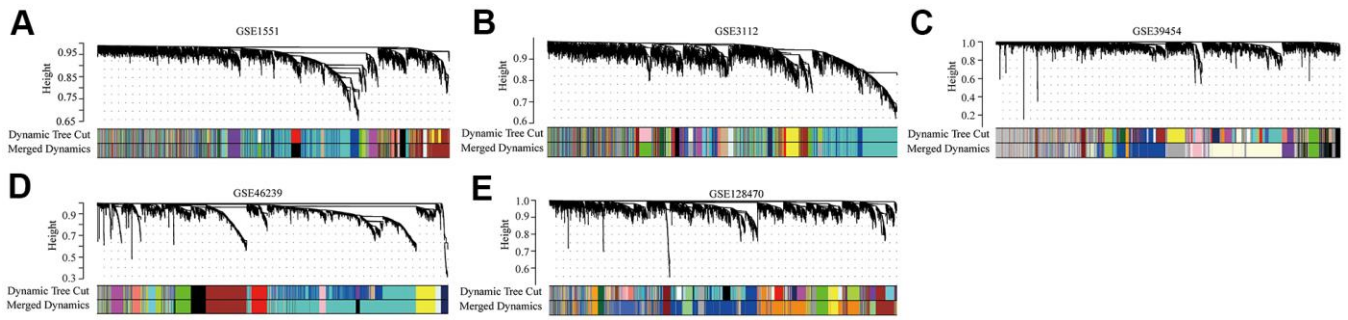 A
GSE1551
Height
0.95
0.85
0.75
0.65
Dynamic Tree Cut
Merged Dynamics
B
GSE3112
Height
0.9
0.8
0.7
0.6
Dynamic Tree Cut
Merged Dynamics
C
GSE39454
Height
1.0
0.8
0.6
0.4
0.2
Dynamic Tree Cut
Merged Dynamics
D
GSE46239
Height
0.9
0.7
0.5
0.3
Dynamic Tree Cut
Merged Dynamics
E
GSE128470
Height
1.0
0.9
0.8
0.7
0.6
Dynamic Tree Cut
Merged Dynamics